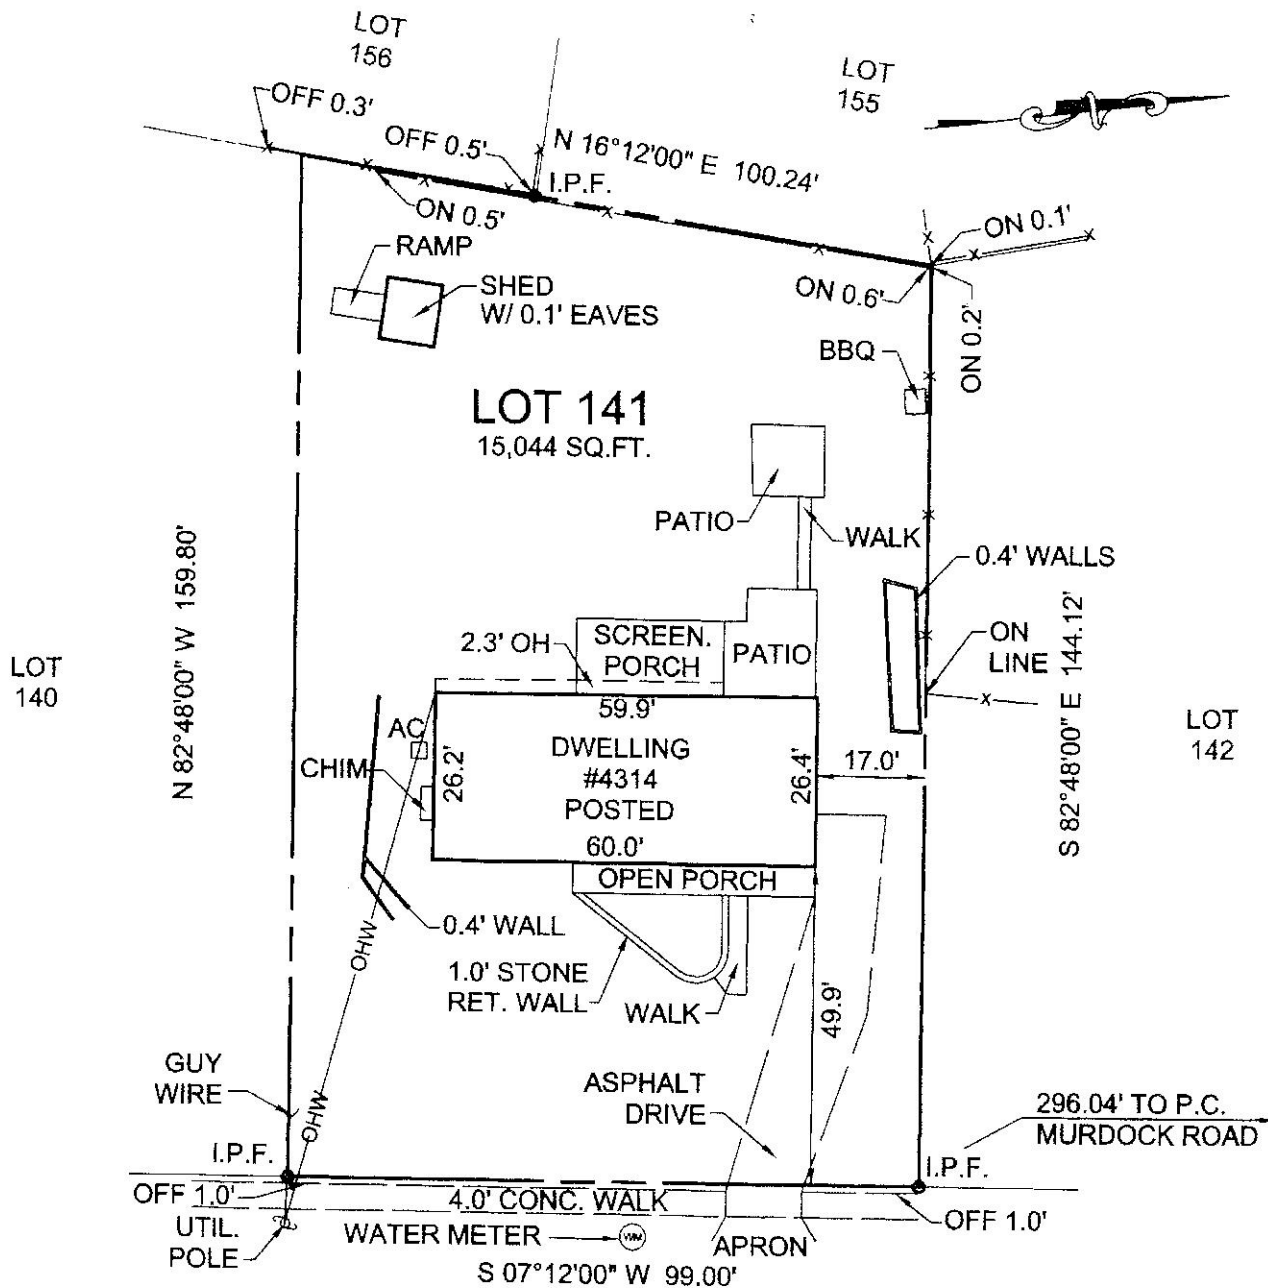 LOT
156
LOT
155
OFF 0.3'
OFF 0.5'
N 16°12'00" E 100.24'
I.P.F.
ON 0.5'
ON 0.1'
RAMP
SHED
W/ 0.1' EAVES
ON 0.6'
ON 0.2'
BBQ
LOT 141
15,044 SQ.FT.
PATIO
WALK
0.4' WALLS
N 82°48'00" W 159.80'
S 82°48'00" E 144.12'
ON
LINE
2.3' OH
SCREEN.
PORCH
PATIO
LOT
140
LOT
142
59.9'
AC
CHIM
26.2'
DWELLING
#4314
POSTED
26.4'
17.0'
60.0'
OPEN PORCH
0.4' WALL
OHW
1.0' STONE
RET. WALL
WALK
49.9'
GUY
WIRE
OHW
ASPHALT
DRIVE
296.04' TO P.C.
MURDOCK ROAD
I.P.F.
I.P.F.
OFF 1.0'
4.0' CONC. WALK
OFF 1.0'
UTIL.
POLE
WATER METER
WM
APRON
S 07°12'00" W 99.00'